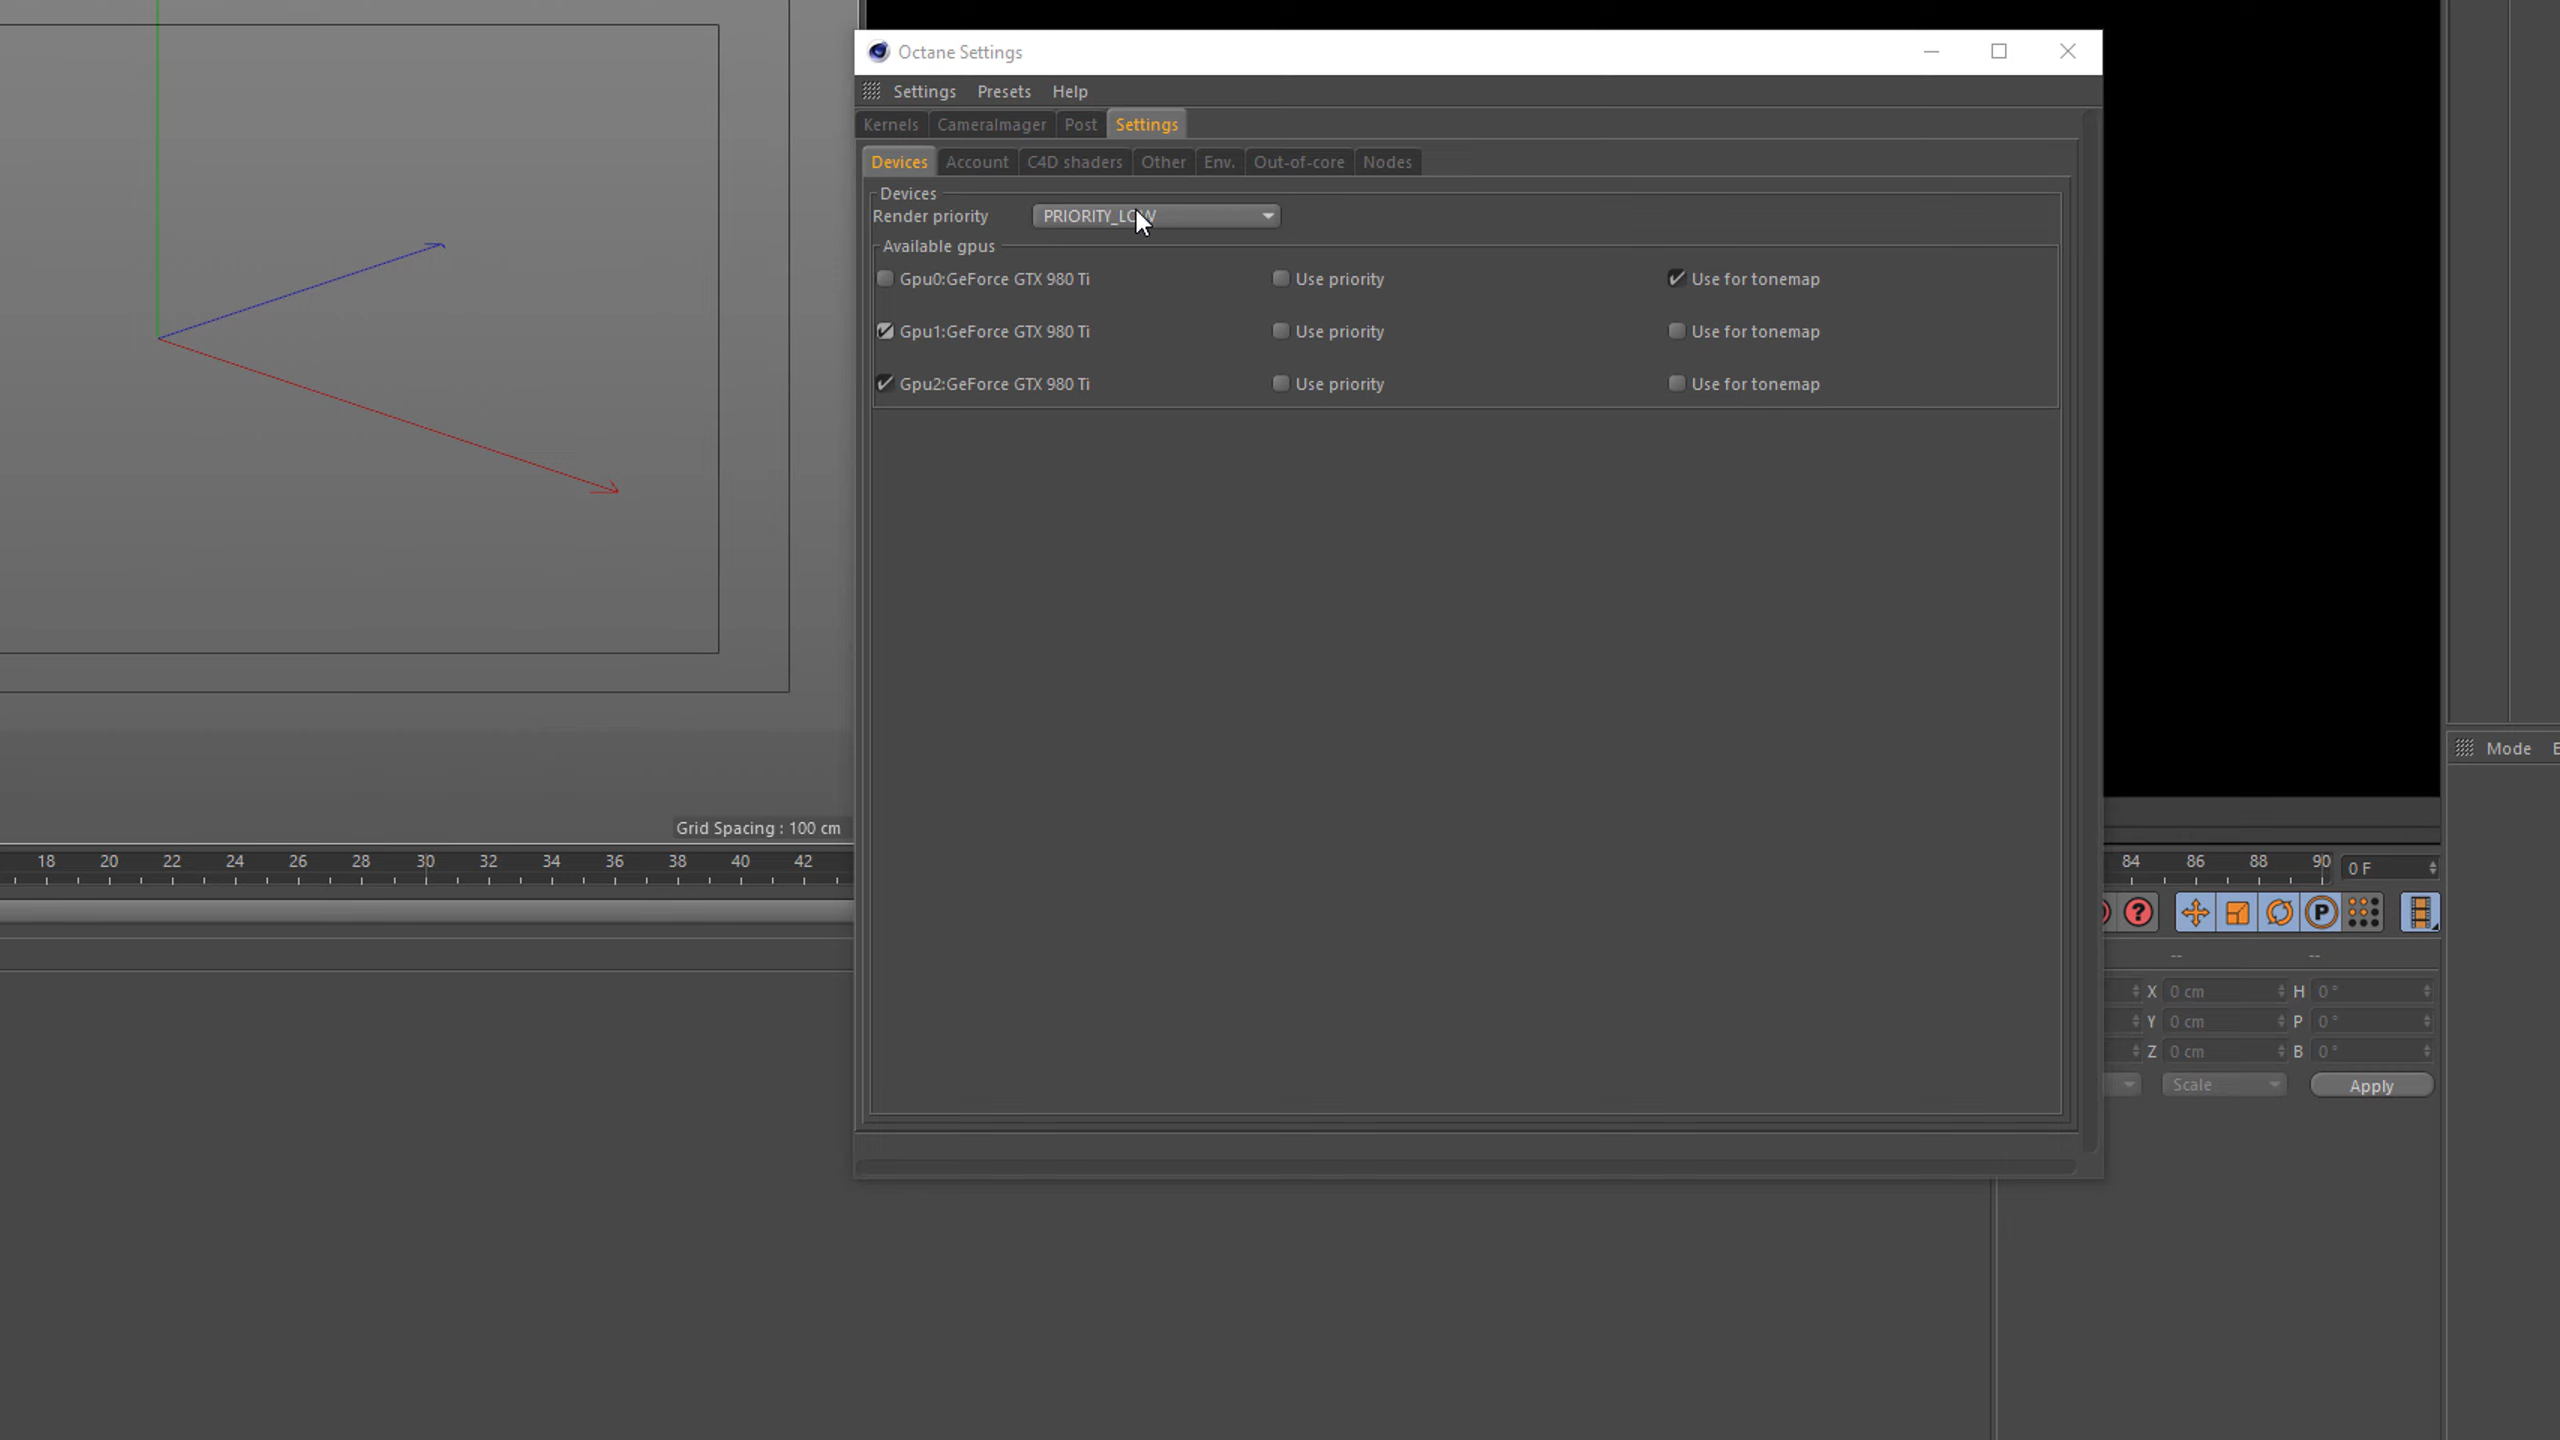 Octane Settings
Settings Presets Help
Kernels CameraImager Post Settings
Devices Account C4D shaders Other Env. Out-of-core Nodes
Devices
Render priority PRIORITY_LOW
Available gpus
Gpu0:GeForce GTX 980 Ti Use priority Use for tonemap
Gpu1:GeForce GTX 980 Ti Use priority Use for tonemap
Gpu2:GeForce GTX 980 Ti Use priority Use for tonemap
Mode
Grid Spacing : 100 cm
18 20 22 24 26 28 30 32 34 36 38 40 42 84 86 88 90 0 F
? P
-- --
X 0 cm H 0 °
Y 0 cm P 0 °
Z 0 cm B 0 °
Scale Apply